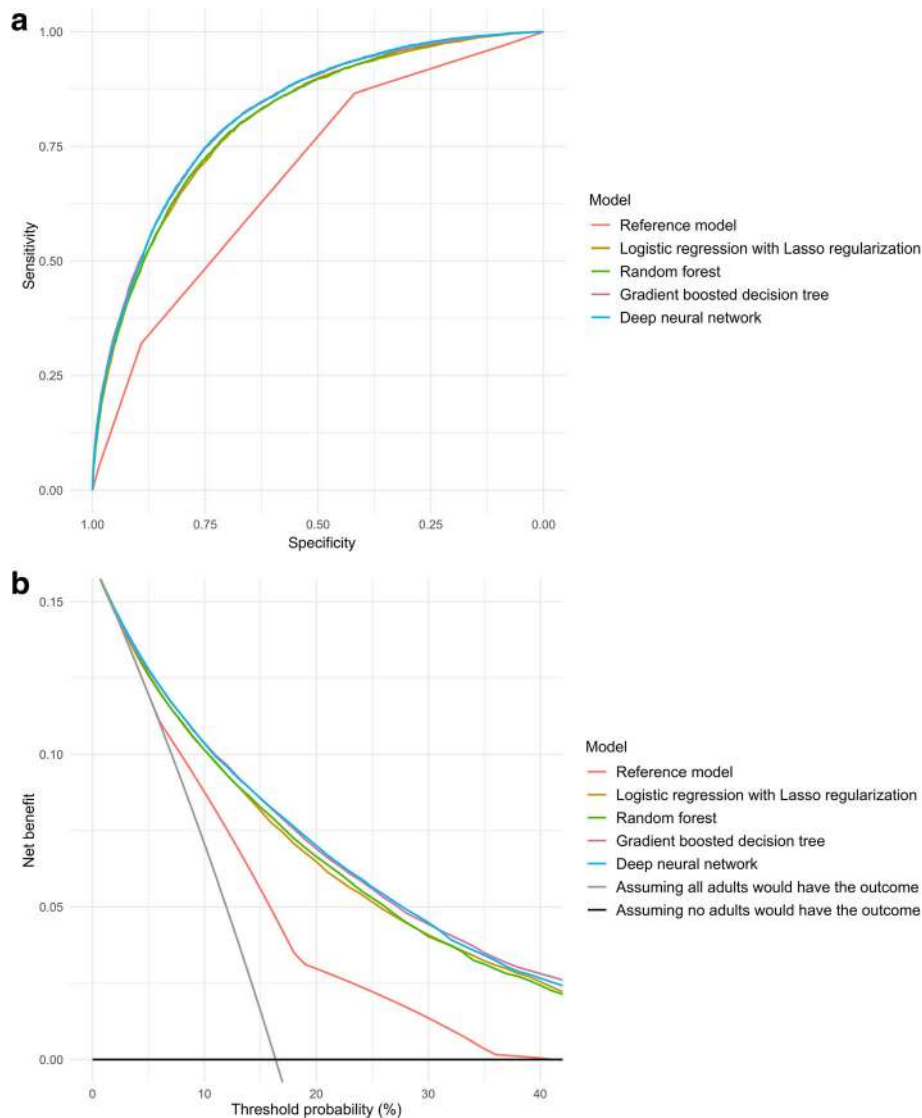 a
1.00
0.75
0.50
0.25
0.00
Sensitivity
1.00
0.75
0.50
0.25
0.00
Specificity
Model
Reference model
Logistic regression with Lasso regularization
Random forest
Gradient boosted decision tree
Deep neural network
b
0.15
0.10
0.05
0.00
Net benefit
0
10
20
30
40
Threshold probability (%)
Model
Reference model
Logistic regression with Lasso regularization
Random forest
Gradient boosted decision tree
Deep neural network
Assuming all adults would have the outcome
Assuming no adults would have the outcome